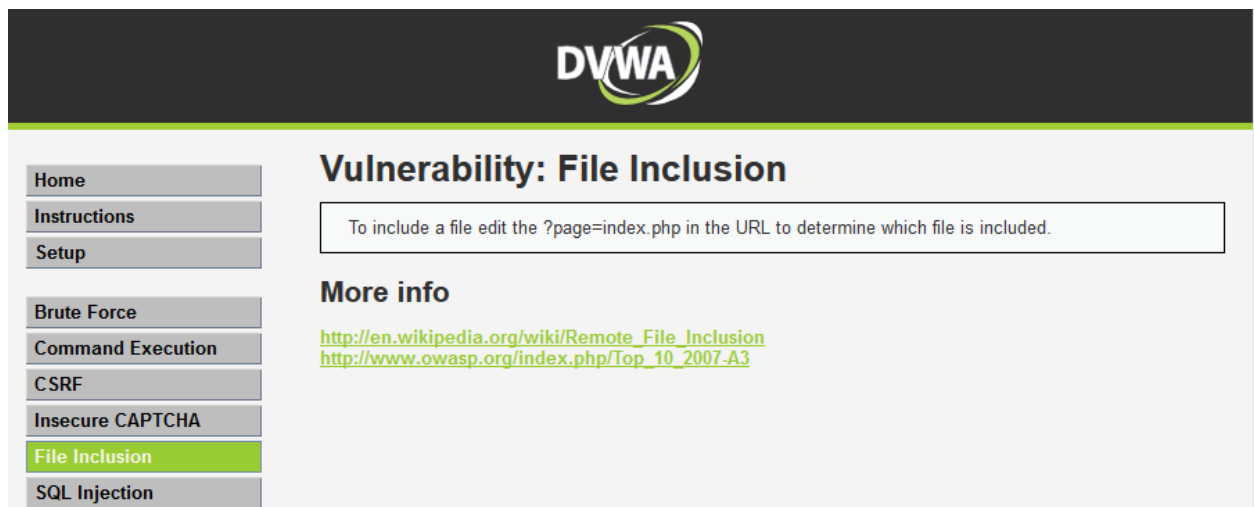 DVWA
Home
Instructions
Setup
Brute Force
Command Execution
CSRF
Insecure CAPTCHA
File Inclusion
SQL Injection
Vulnerability: File Inclusion
To include a file edit the ?page=index.php in the URL to determine which file is included.
More info
http://en.wikipedia.org/wiki/Remote_File_Inclusion
http://www.owasp.org/index.php/Top_10_2007-A3